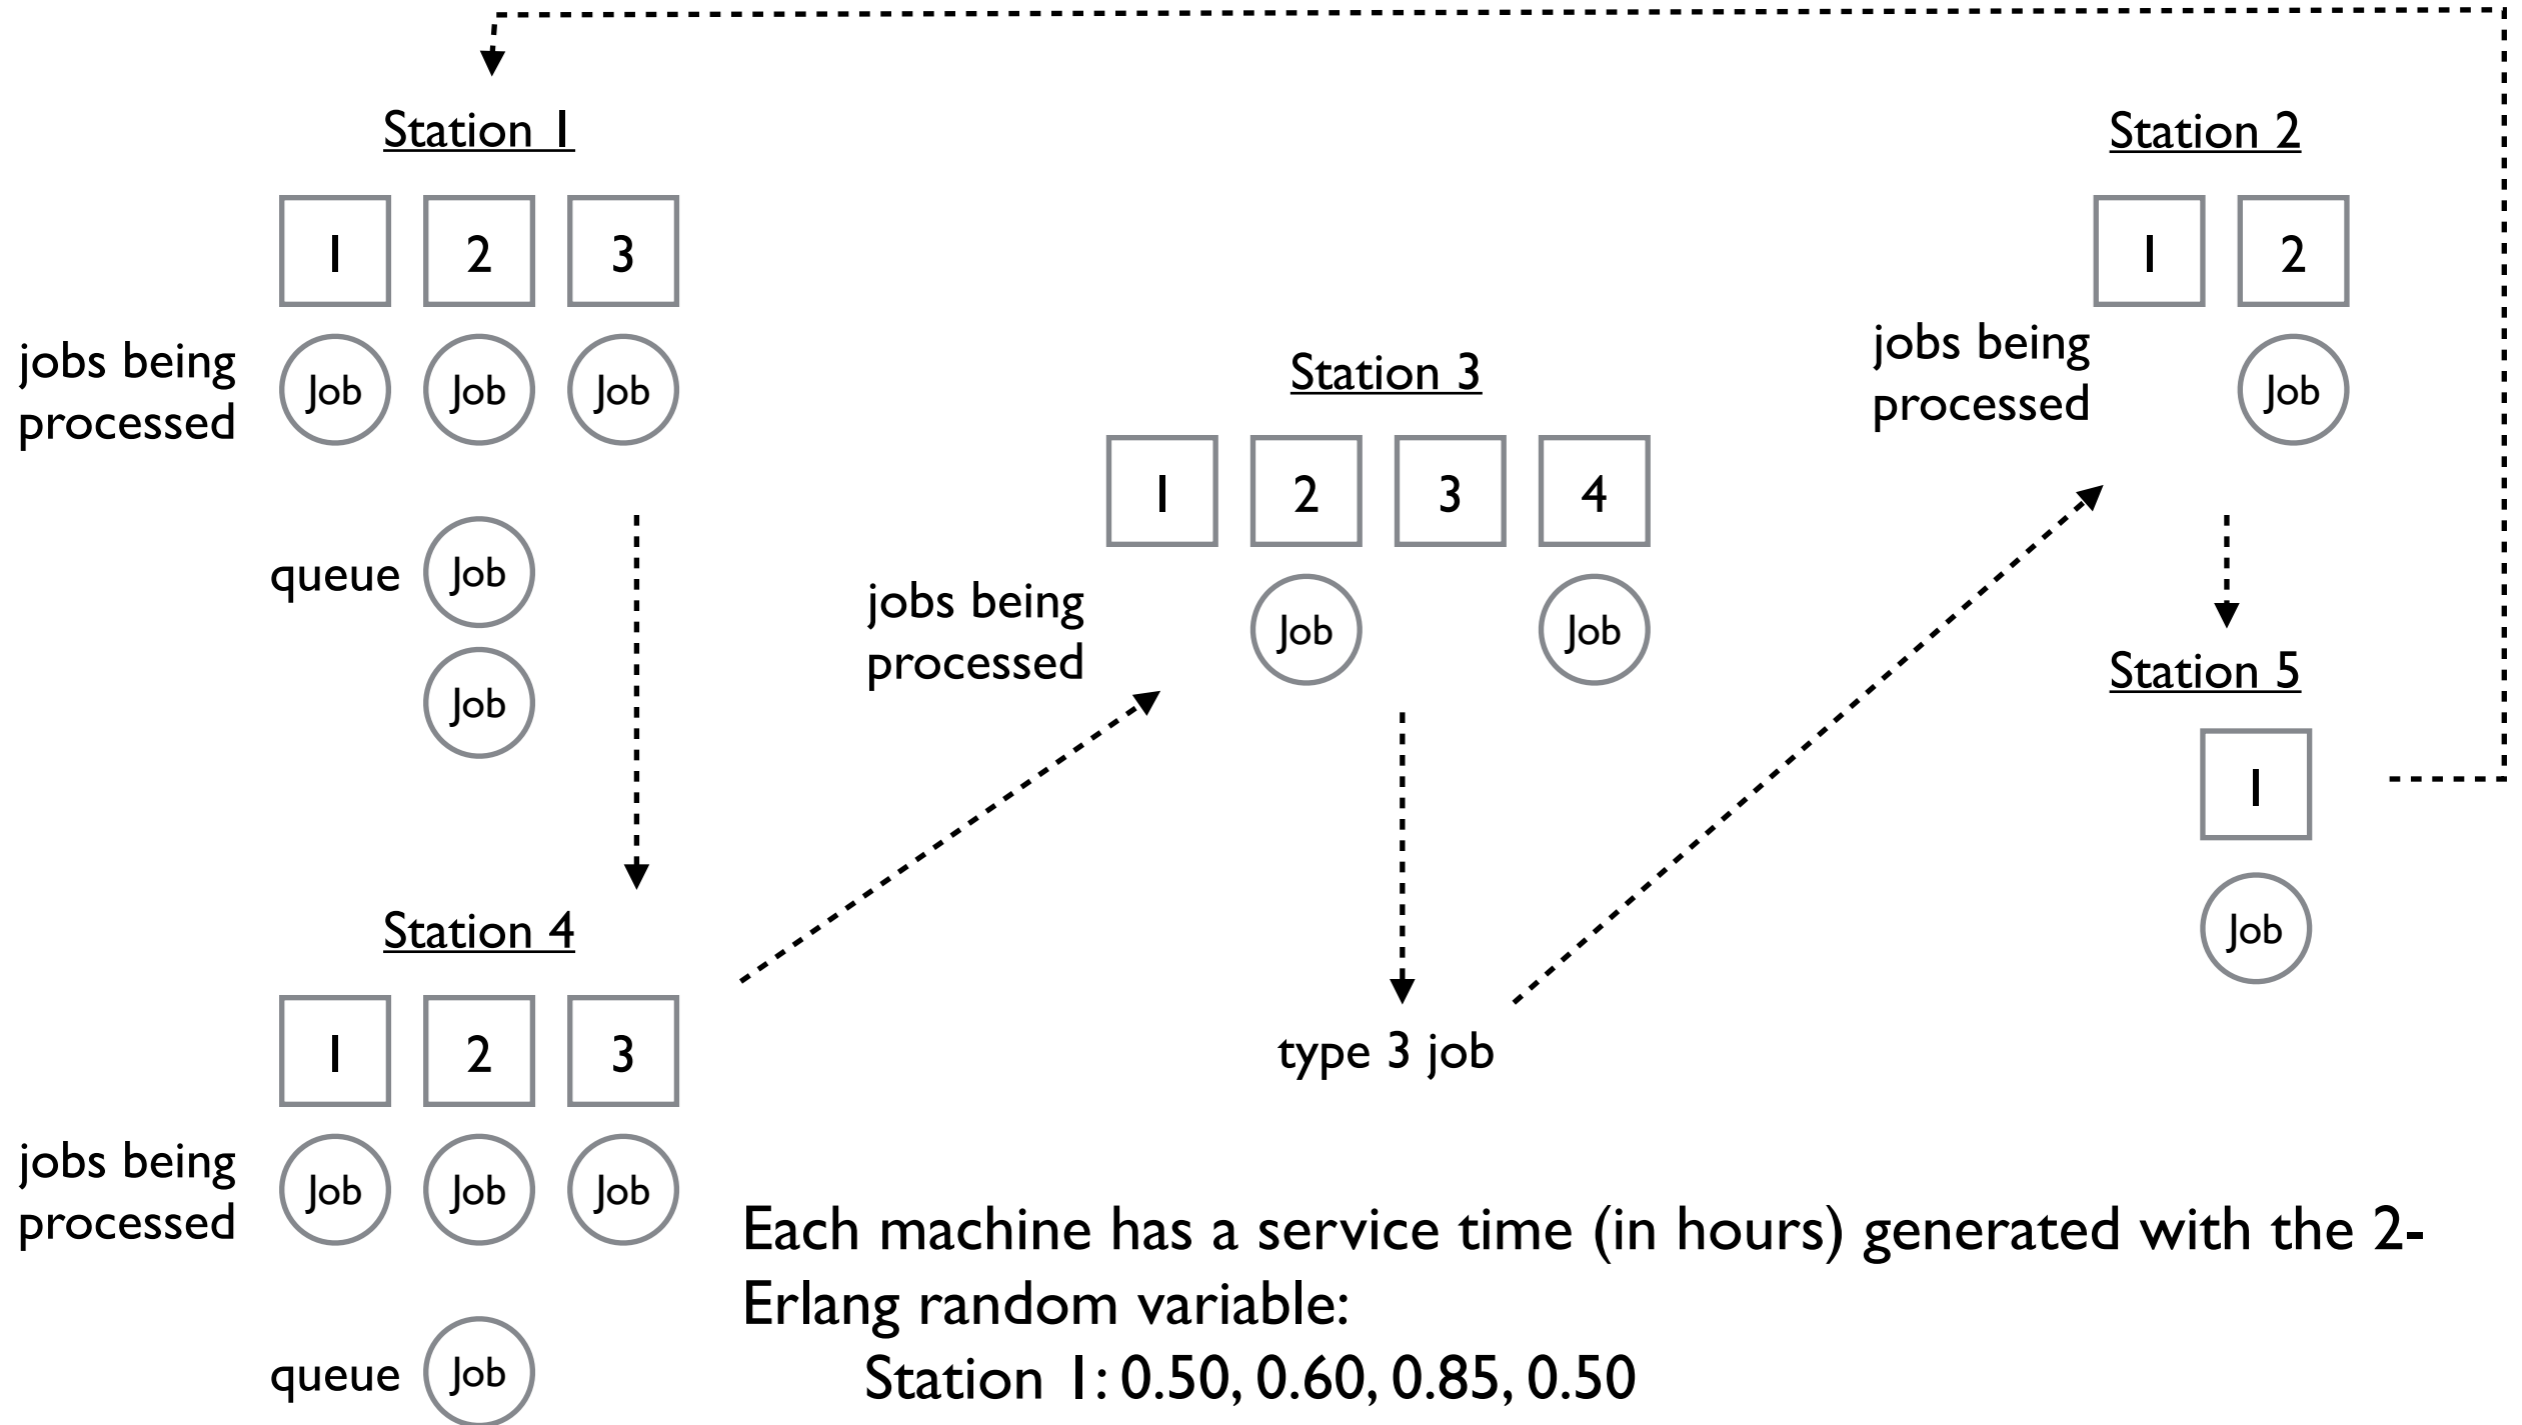 Station 1
1 2 3
jobs being
processed
Job Job Job
queue
Job
Job
Station 4
1 2 3
jobs being
processed
Job Job Job
queue
Job
Station 3
1 2 3 4
jobs being
processed
Job Job
type 3 job
Station 2
1 2
jobs being
processed
Job
Station 5
1
Job
Each machine has a service time (in hours) generated with the 2-
Erlang random variable:
Station 1: 0.50, 0.60, 0.85, 0.50